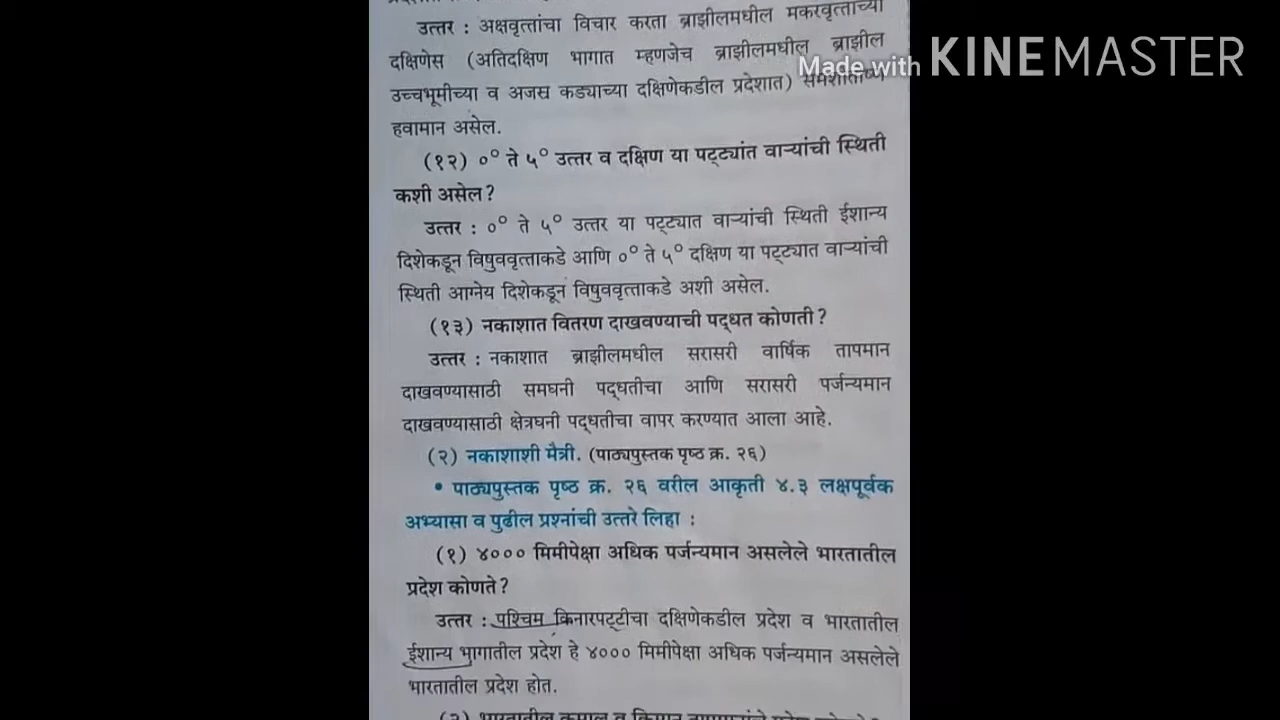 उत्तर : अक्षवृत्तांचा विचार करता ब्राझीलमधील मकरवृत्ताच्या
दक्षिणेस (अतिदक्षिण भागात म्हणजेच ब्राझीलमधील ब्राझील
Made with KINEMASTER
उच्चभूमीच्या व अजस्र कड्याच्या दक्षिणेकडील प्रदेशात)
हवामान असेल.
(१२) ०° ते ५° उत्तर व दक्षिण या पट्ट्यांत वाऱ्यांची स्थिती
कशी असेल?
उत्तर : ०° ते ५° उत्तर या पट्ट्यात वाऱ्यांची स्थिती ईशान्य
दिशेकडून विषुववृत्ताकडे आणि ०° ते ५° दक्षिण या पट्ट्यात वाऱ्यांची
स्थिती आग्नेय दिशेकडून विषुववृत्ताकडे अशी असेल.
(१३) नकाशात वितरण दाखवण्याची पद्धत कोणती?
उत्तर : नकाशात ब्राझीलमधील सरासरी वार्षिक तापमान
दाखवण्यासाठी समघनी पद्धतीचा आणि सरासरी पर्जन्यमान
दाखवण्यासाठी क्षेत्रघनी पद्धतीचा वापर करण्यात आला आहे.
(२) नकाशाशी मैत्री. (पाठ्यपुस्तक पृष्ठ क्र. २६)
• पाठ्यपुस्तक पृष्ठ क्र. २६ वरील आकृती ४.३ लक्षपूर्वक
अभ्यासा व पुढील प्रश्नांची उत्तरे लिहा :
(१) ४००० मिमीपेक्षा अधिक पर्जन्यमान असलेले भारतातील
प्रदेश कोणते?
उत्तर : पश्चिम किनारपट्टीचा दक्षिणेकडील प्रदेश व भारतातील
ईशान्य भागातील प्रदेश हे ४००० मिमीपेक्षा अधिक पर्जन्यमान असलेले
भारतातील प्रदेश होत.